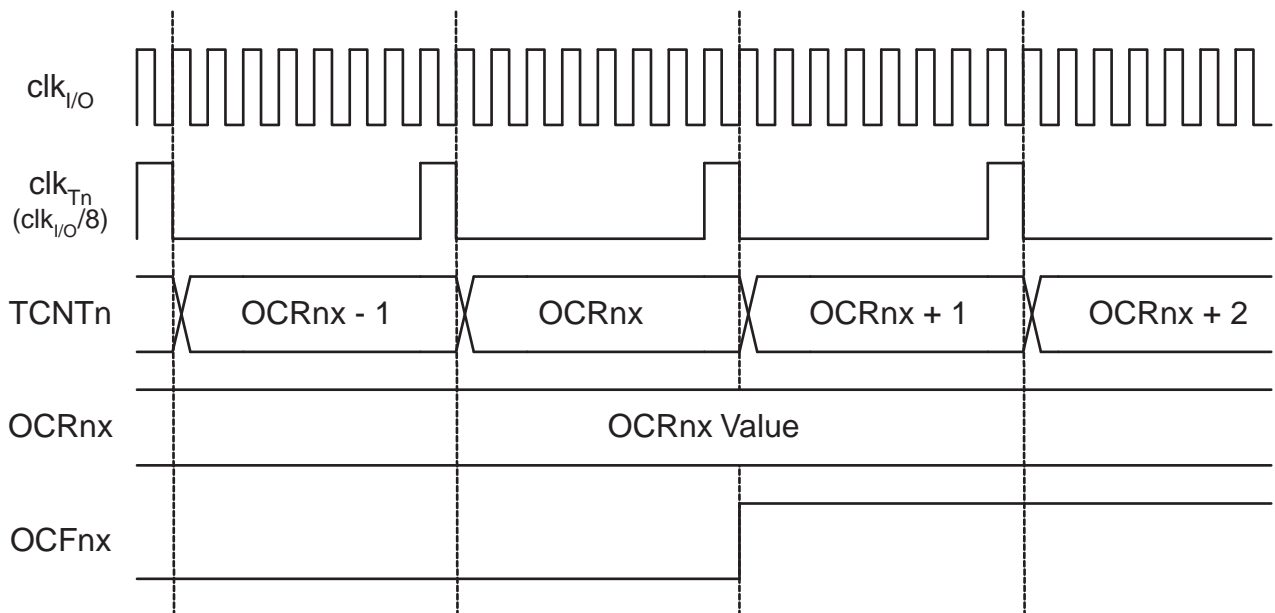 clkI/O
clkTn
(clkI/O/8)
TCNTn OCRnx - 1 OCRnx OCRnx + 1 OCRnx + 2
OCRnx OCRnx Value
OCFnx